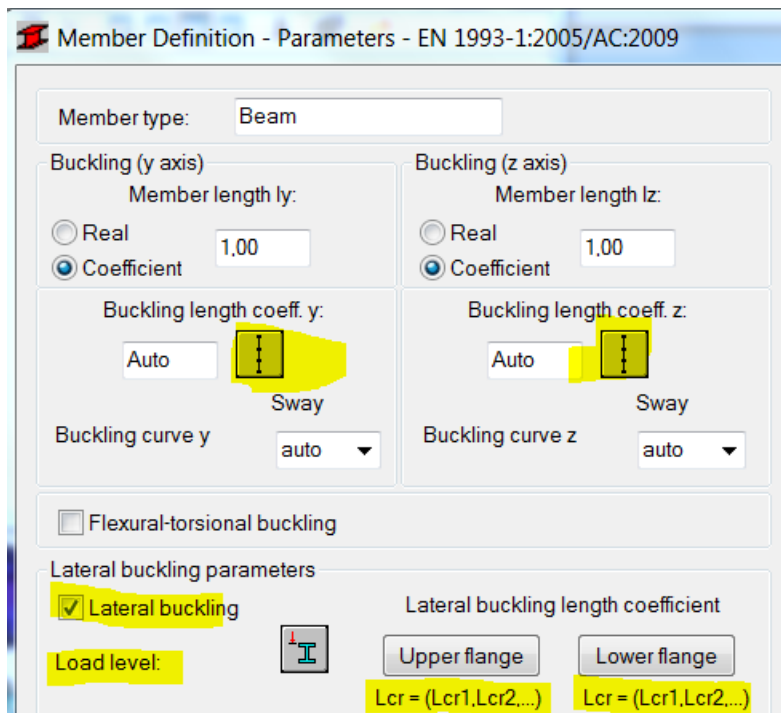 Member Definition - Parameters - EN 1993-1:2005/AC:2009
Member type: Beam
Buckling (y axis)
Member length ly:
Real
Coefficient
1,00
Buckling length coeff. y:
Auto
Sway
Buckling curve y
auto
Buckling (z axis)
Member length lz:
Real
Coefficient
1,00
Buckling length coeff. z:
Auto
Sway
Buckling curve z
auto
Flexural-torsional buckling
Lateral buckling parameters
Lateral buckling
Load level:
Lateral buckling length coefficient
Upper flange
Lower flange
Lcr = (Lcr1,Lcr2,...)
Lcr = (Lcr1,Lcr2,...)